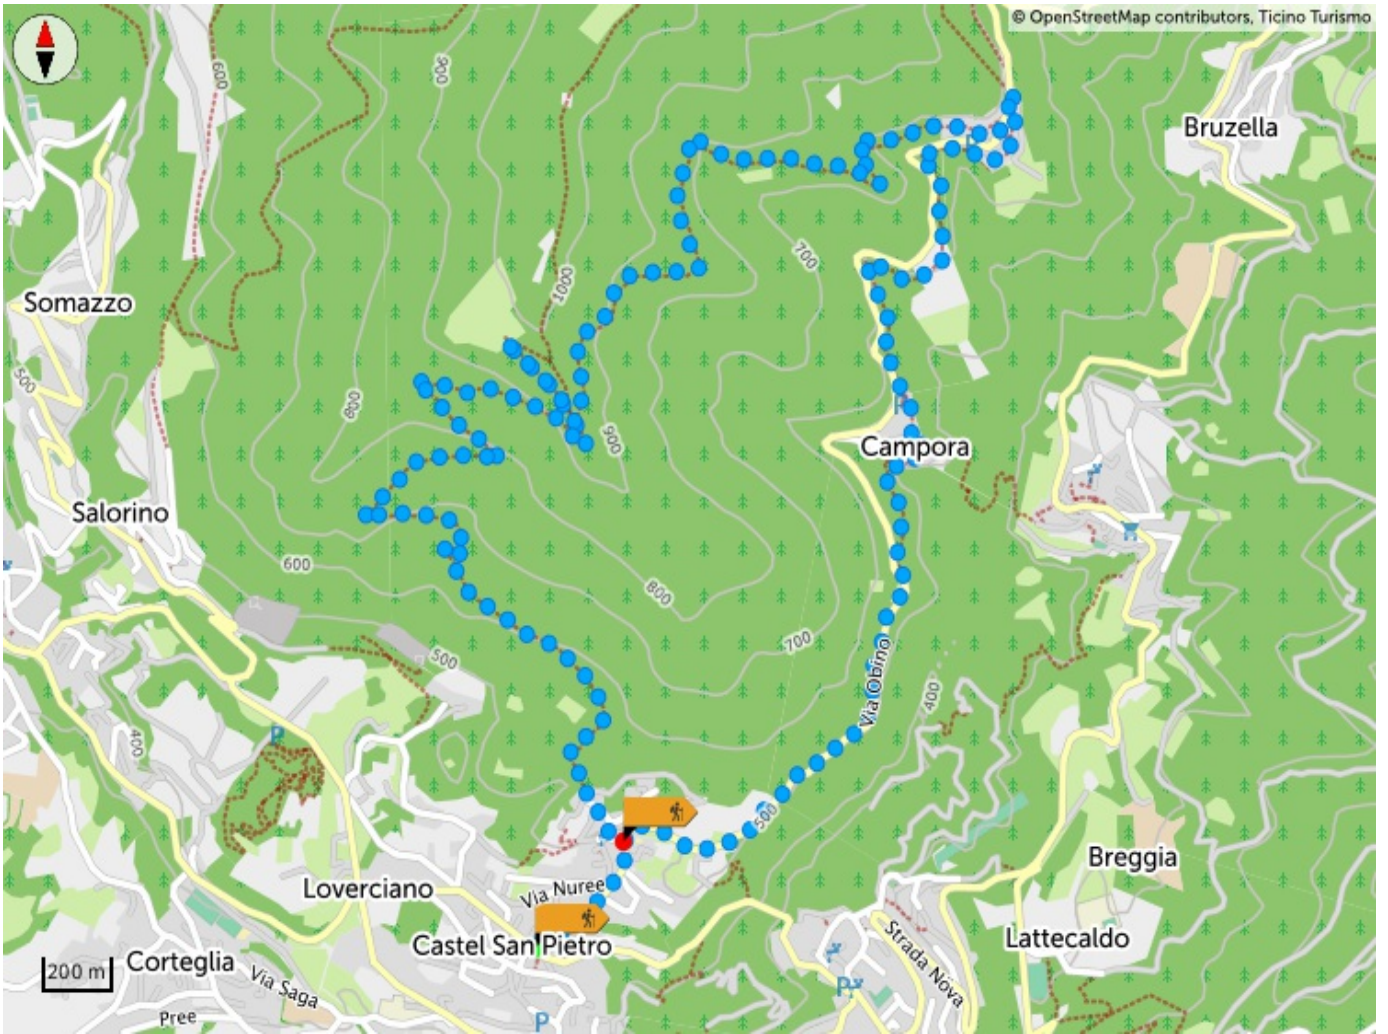 © OpenStreetMap contributors, Ticino Turismo
600
900
Bruzella
700
1000
Somazzo
500
800
900
Campora
Salorino
600
800
700
500
400
Via Obino
400
P
500
Breggia
Loverciano
Via Nuree
Castel San Pietro
Lattecaldo
Strada Növa
Corteglia
Via Saga
200 m
P
Pree
P